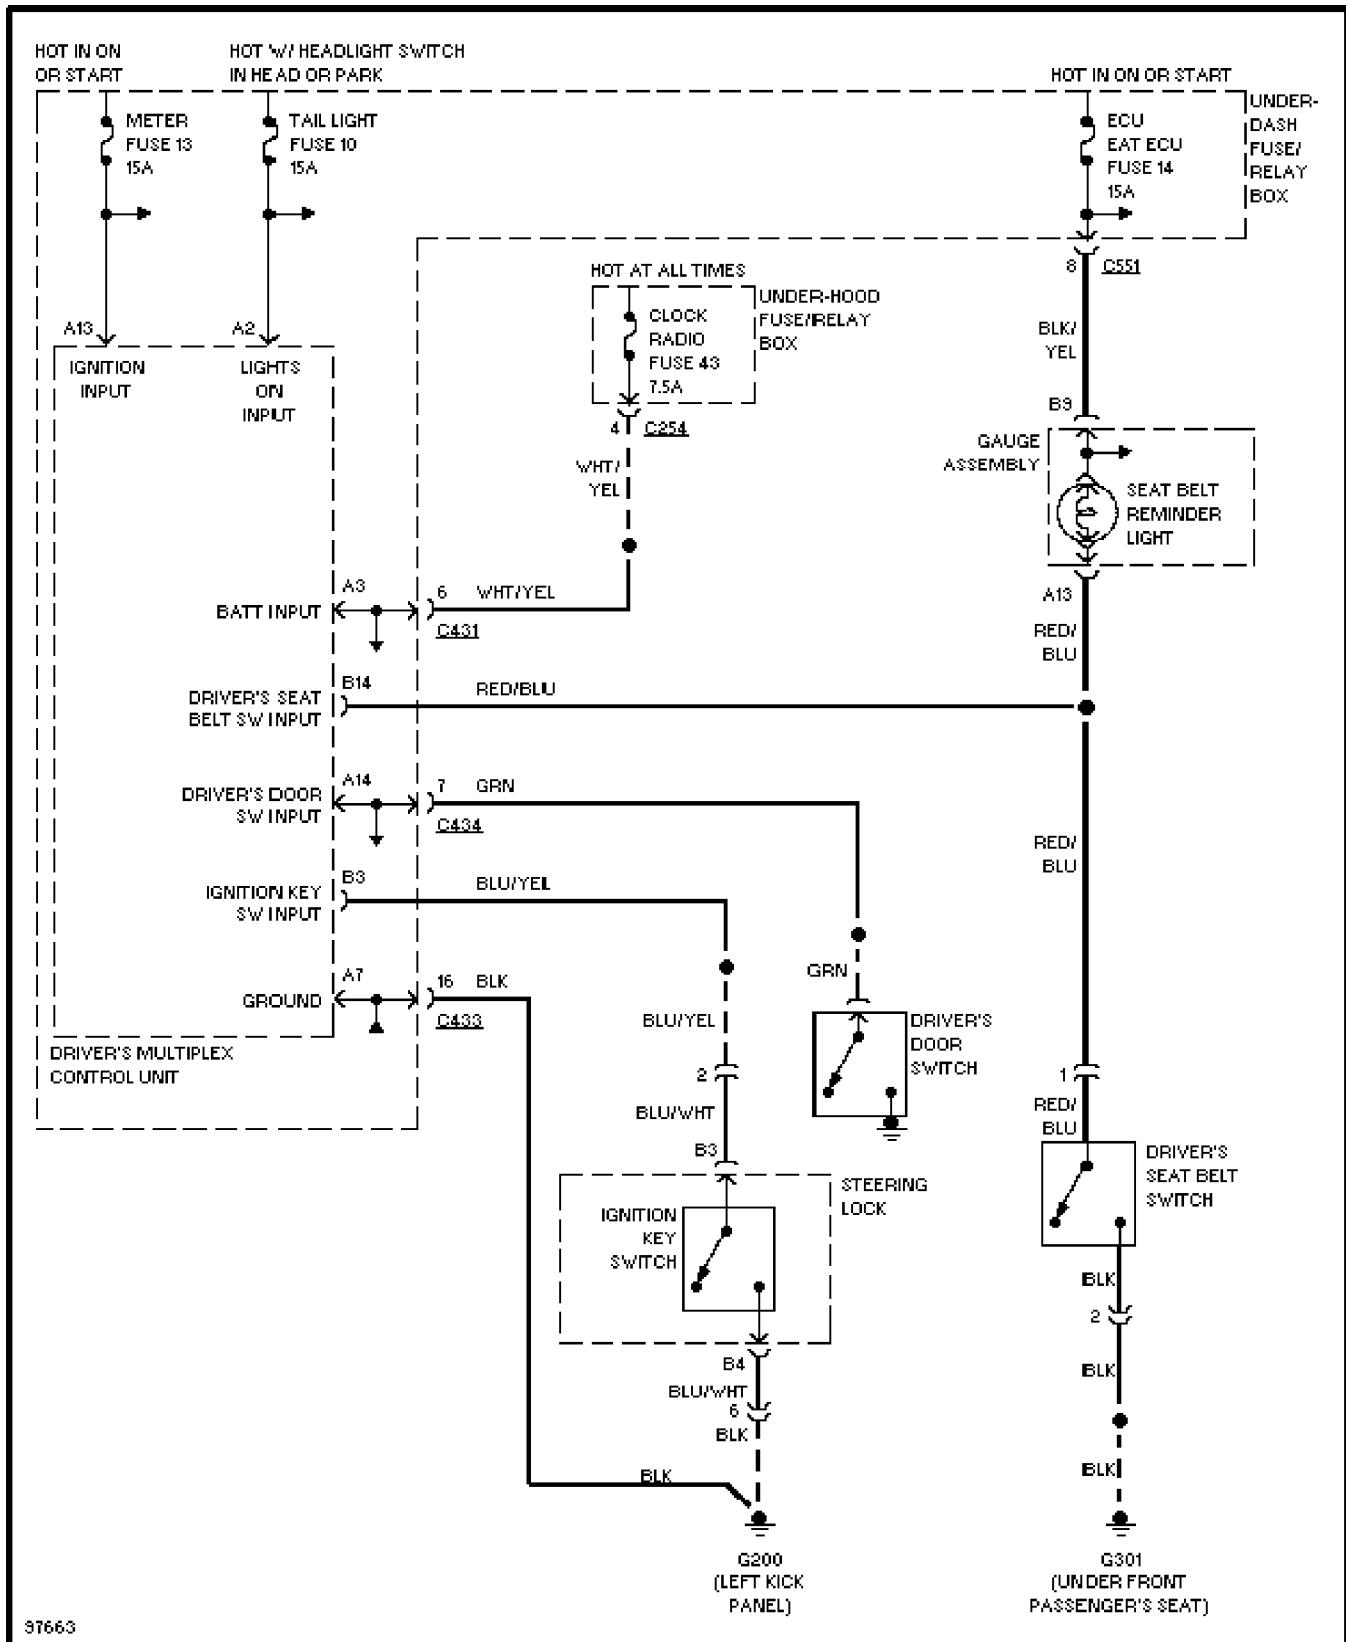 HOT IN ON
OR START
HOT W/ HEADLIGHT SWITCH
IN HEAD OR PARK
HOT IN ON OR START
METER
FUSE 13
15A
TAIL LIGHT
FUSE 10
15A
ECU
EAT ECU
FUSE 14
15A
UNDER-
DASH
FUSE/
RELAY
BOX
8
C551
HOT AT ALL TIMES
CLOCK
RADIO
FUSE 43
7.5A
UNDER-HOOD
FUSE/RELAY
BOX
A13
A2
IGNITION
INPUT
LIGHTS
ON
INPUT
BLK/
YEL
B9
4
C254
WHT/
YEL
GAUGE
ASSEMBLY
SEAT BELT
REMINDER
LIGHT
A13
RED/
BLU
BATT INPUT
A3
6
WHT/YEL
C431
DRIVER'S SEAT
BELT SW INPUT
B14
RED/BLU
DRIVER'S DOOR
SW INPUT
A14
7
GRN
C434
RED/
BLU
IGNITION KEY
SW INPUT
B3
BLU/YEL
GRN
GROUND
A7
16
BLK
C433
DRIVER'S MULTIPLEX
CONTROL UNIT
BLU/YEL
2
BLU/WHT
B3
DRIVER'S
DOOR
SWITCH
1
RED/
BLU
STEERING
LOCK
IGNITION
KEY
SWITCH
DRIVER'S
SEAT BELT
SWITCH
B4
BLU/WHT
6
BLK
BLK
BLK
2
BLK
BLK
G200
(LEFT KICK
PANEL)
G301
(UNDER FRONT
PASSENGER'S SEAT)
97663